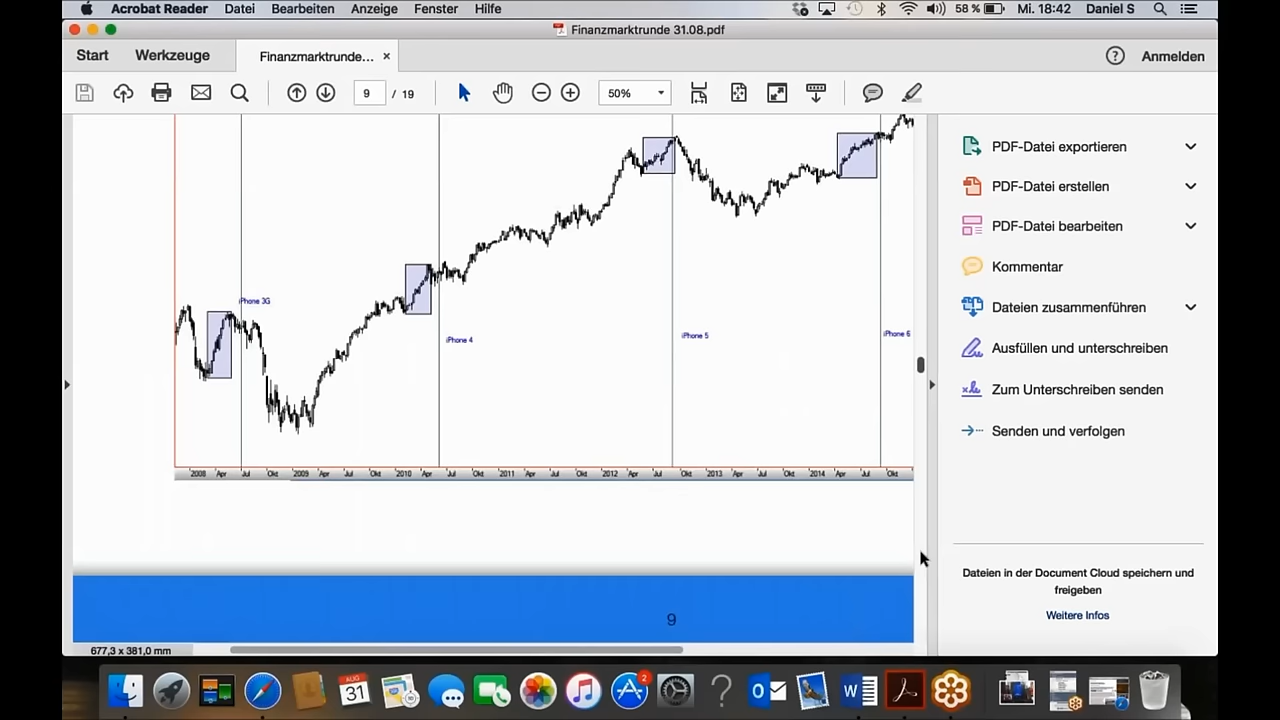 Acrobat Reader Datei Bearbeiten Anzeige Fenster Hilfe 58 % Mi. 18:42 Daniel S
Finanzmarktrunde 31.08.pdf
Start Werkzeuge Finanzmarktrunde... × Anmelden
9 / 19 50%
PDF-Datei exportieren
PDF-Datei erstellen
PDF-Datei bearbeiten
Kommentar
Dateien zusammenführen
Ausfüllen und unterschreiben
Zum Unterschreiben senden
Senden und verfolgen
iPhone 3G
iPhone 4
iPhone 5
iPhone 6
2008 Apr Jul Okt 2009 Apr Jul Okt 2010 Apr Jul Okt 2011 Apr Jul Okt 2012 Apr Jul Okt 2013 Apr Jul Okt 2014 Apr Jul Okt
Dateien in der Document Cloud speichern und
freigeben
Weitere Infos
9
677,3 x 381,0 mm
AUG
31
2